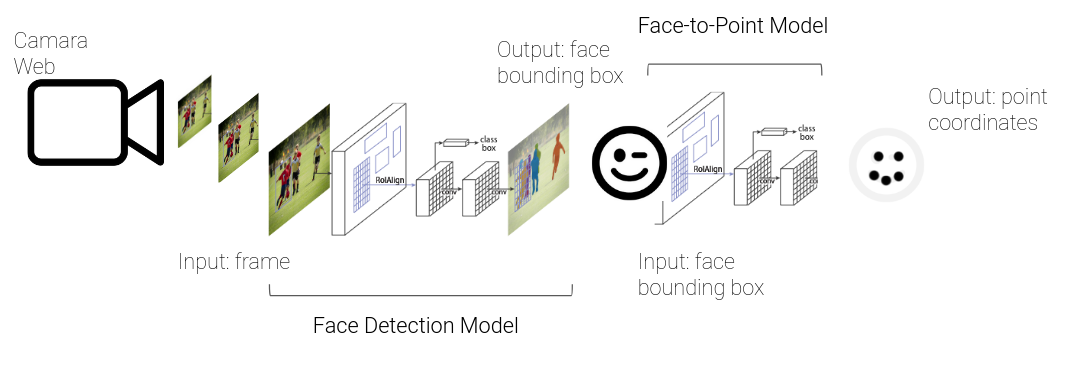 Face-to-Point Model
Camara
Web
Output: face
bounding box
Output: point
coordinates
class
box
RoIAlign
conv
conv
class
box
RoIAlign
conv
Input: frame
Input: face
bounding box
Face Detection Model